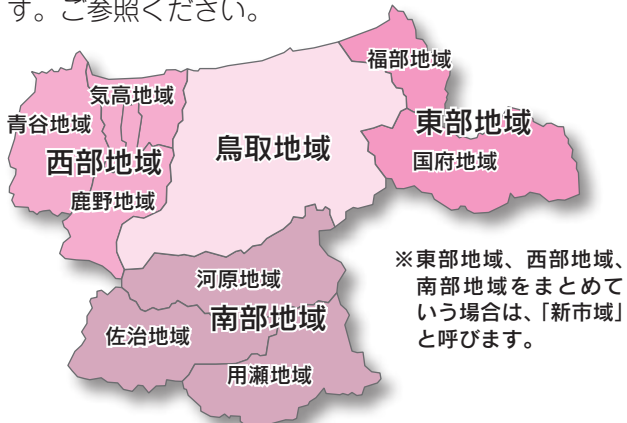 す。ご参照ください。
福部地域
気高地域
青谷地域
東部地域
鳥取地域
西部地域
国府地域
鹿野地域
※東部地域、西部地域、
南部地域をまとめて
いう場合は、「新市域」
と呼びます。
河原地域
南部地域
佐治地域
用瀬地域